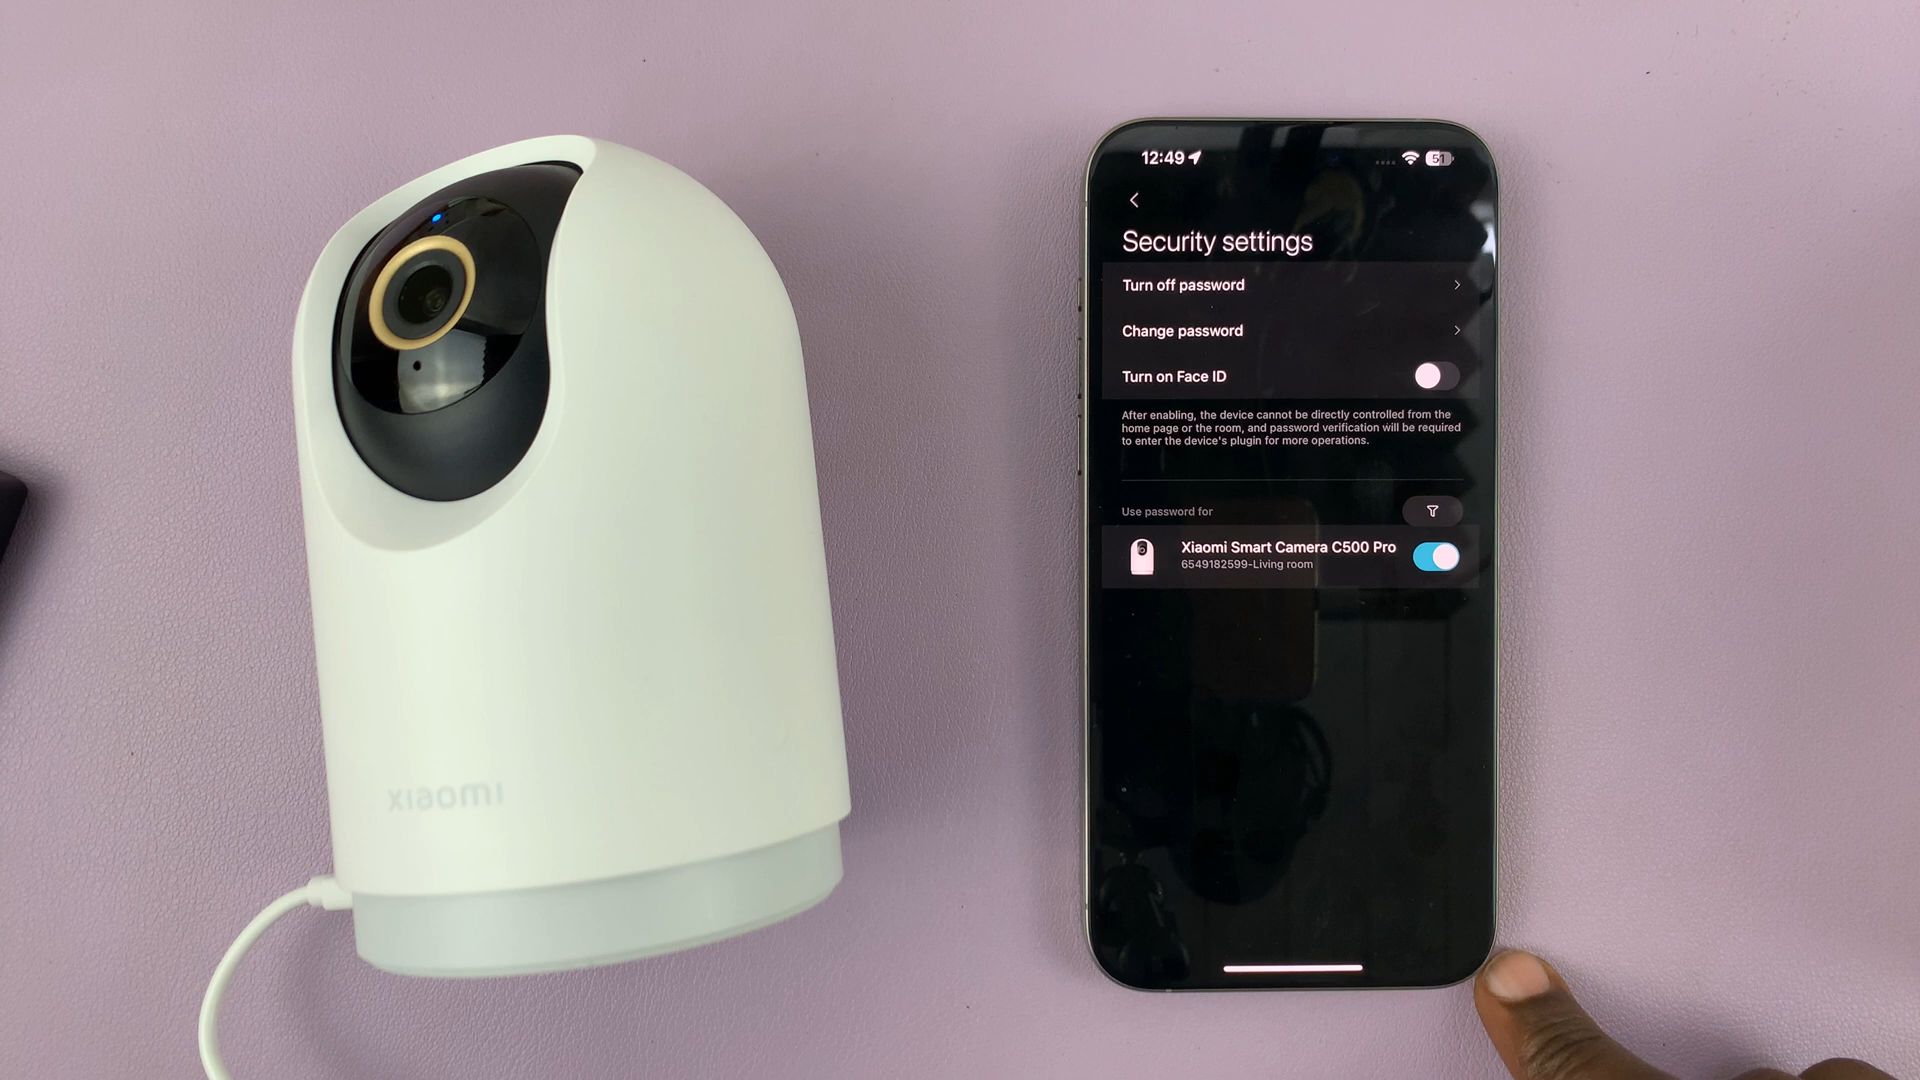 xiaomi
12:49
51
Security settings
Turn off password
Change password
Turn on Face ID
After enabling, the device cannot be directly controlled from the
home page or the room, and password verification will be required
to enter the device's plugin for more operations.
Use password for
Xiaomi Smart Camera C500 Pro
6549182599-Living room